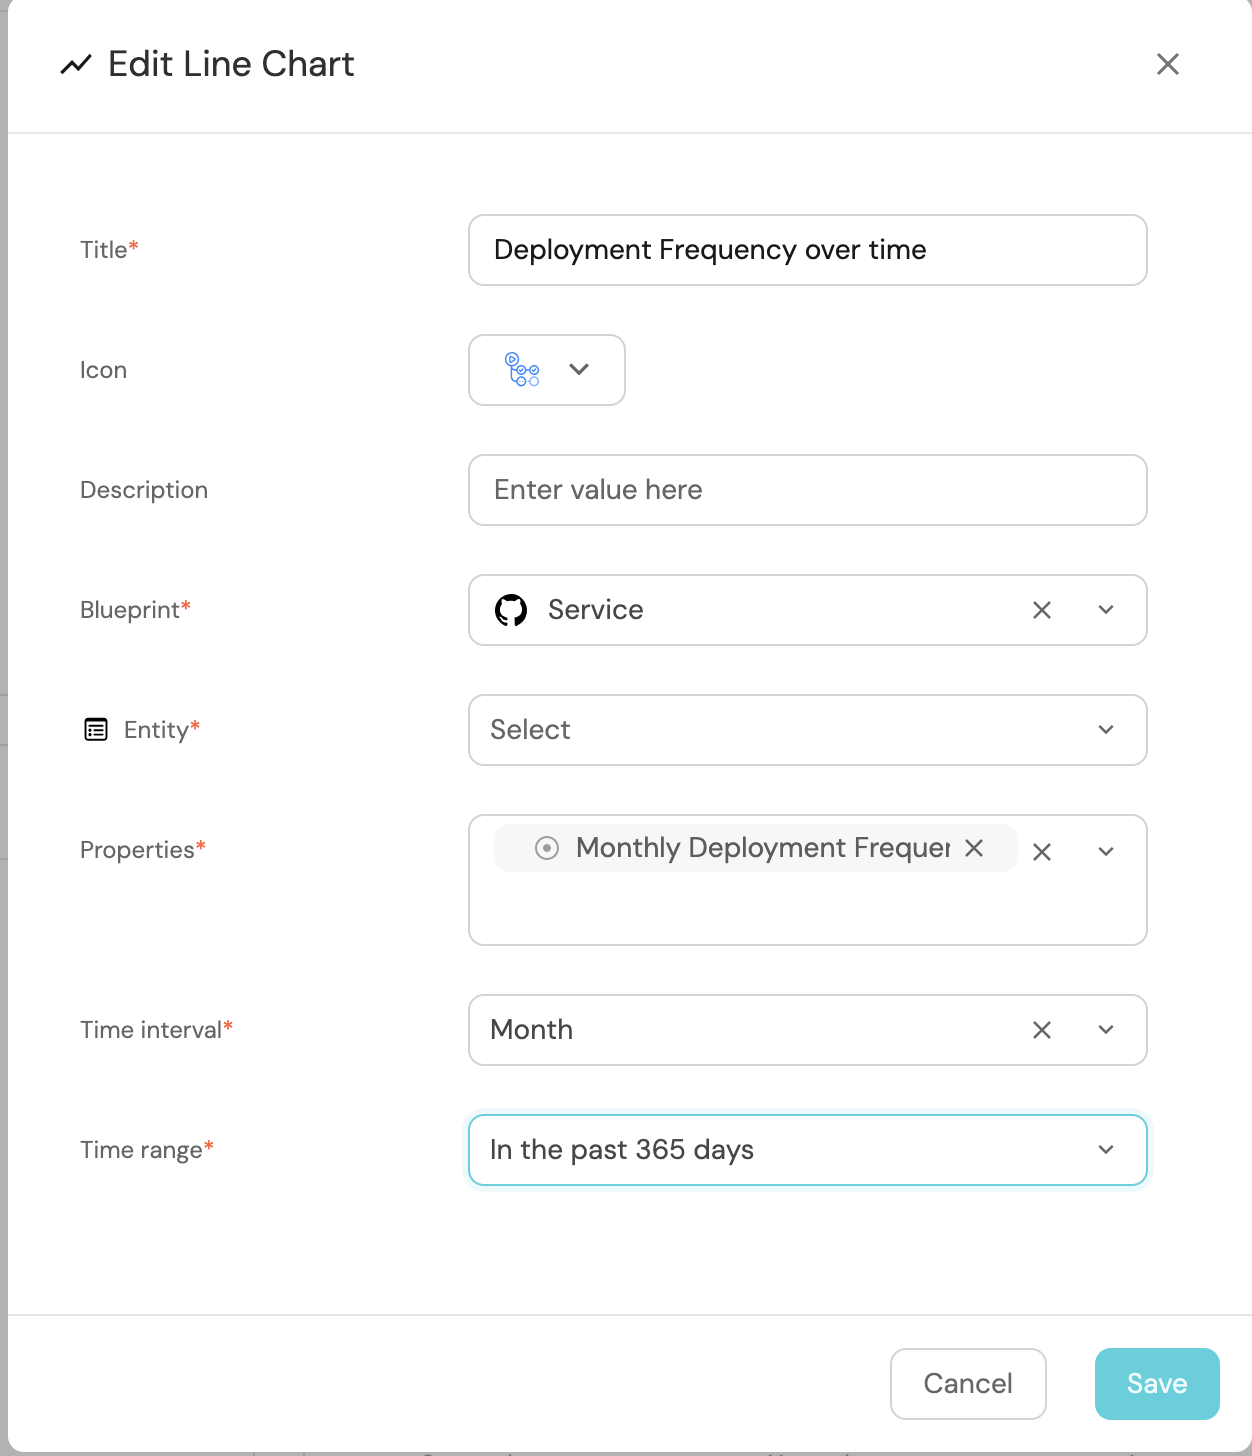 Edit Line Chart
Title*
Deployment Frequency over time
Icon
Description
Enter value here
Blueprint*
Service
Entity*
Select
Properties*
Monthly Deployment
Time interval*
Month
Time range*
In the past 365 days
Cancel
Save